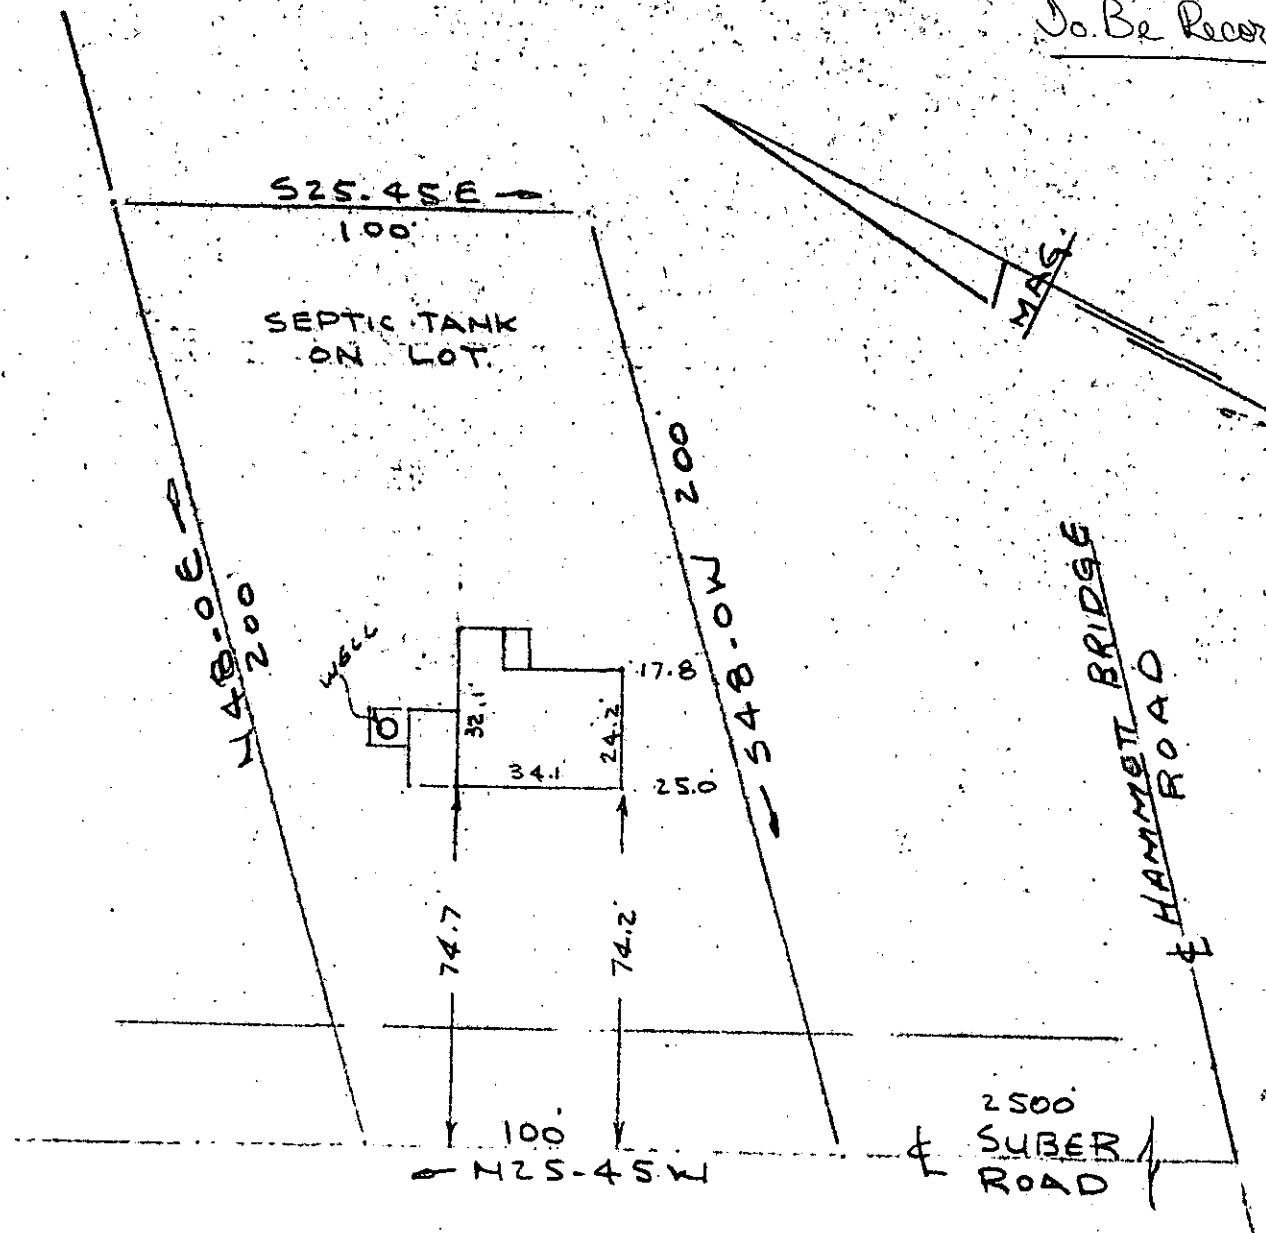 To Be Recor
S25-45E
100'
MAG.
SEPTIC TANK
ON LOT.
N48-0E
200
S48-0W 200
HAMMOTT BRIDGE
ROAD
WELL
32.1'
34.1'
24.2'
17.8
25.0'
74.7
74.2'
100'
N25-45W
2500'
℄ SUBER
ROAD
℄